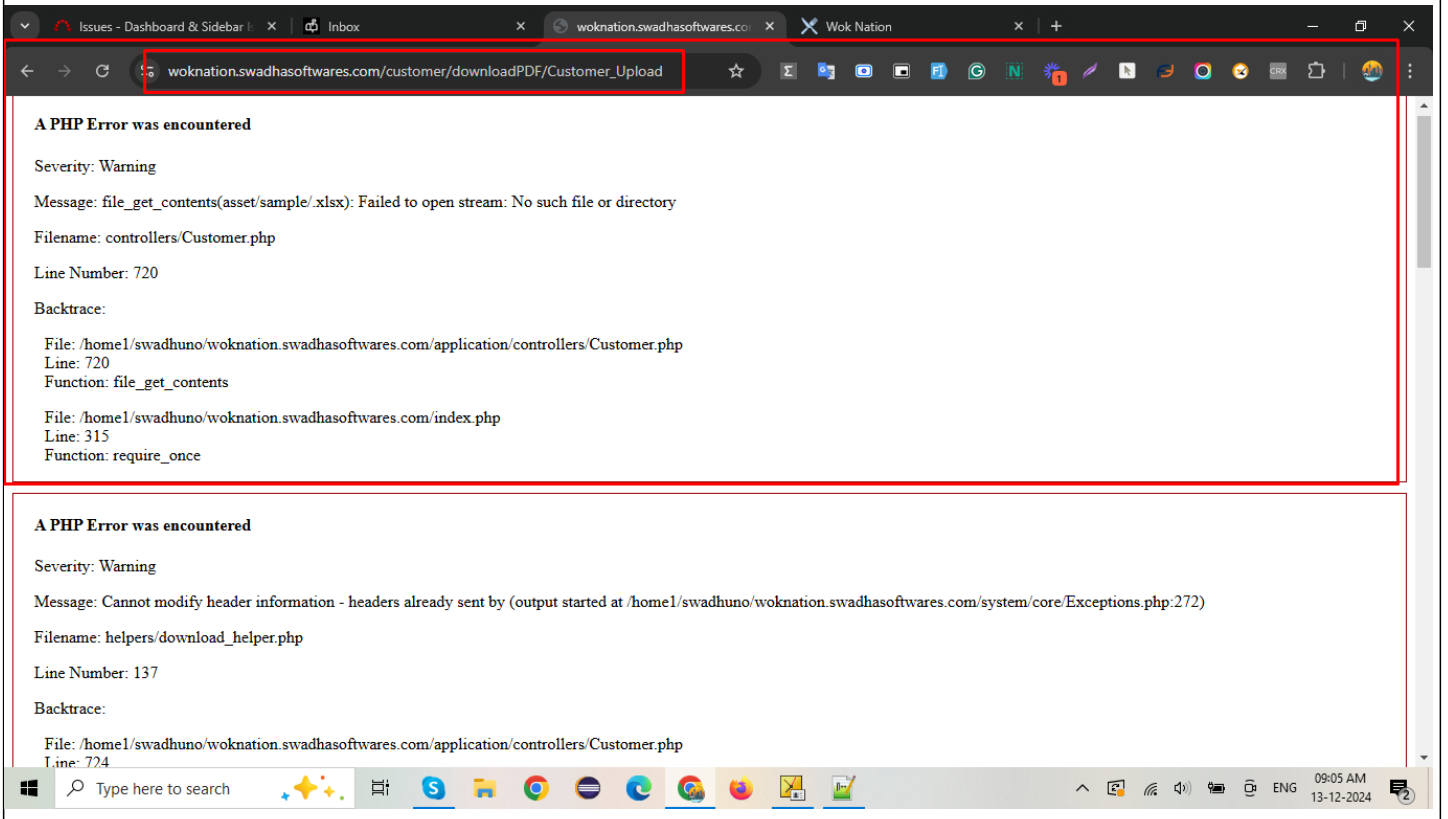 Issues - Dashboard & Sidebar Is
Inbox
woknation.swadhasoftwares.co
Wok Nation
woknation.swadhasoftwares.com/customer/downloadPDF/Customer_Upload
1
CRX
A PHP Error was encountered
Severity: Warning
Message: file_get_contents(asset/sample/.xlsx): Failed to open stream: No such file or directory
Filename: controllers/Customer.php
Line Number: 720
Backtrace:
File: /home1/swadhuno/woknation.swadhasoftwares.com/application/controllers/Customer.php
Line: 720
Function: file_get_contents
File: /home1/swadhuno/woknation.swadhasoftwares.com/index.php
Line: 315
Function: require_once
A PHP Error was encountered
Severity: Warning
Message: Cannot modify header information - headers already sent by (output started at /home1/swadhuno/woknation.swadhasoftwares.com/system/core/Exceptions.php:272)
Filename: helpers/download_helper.php
Line Number: 137
Backtrace:
File: /home1/swadhuno/woknation.swadhasoftwares.com/application/controllers/Customer.php
Line: 724
Type here to search
ENG
09:05 AM
13-12-2024
2